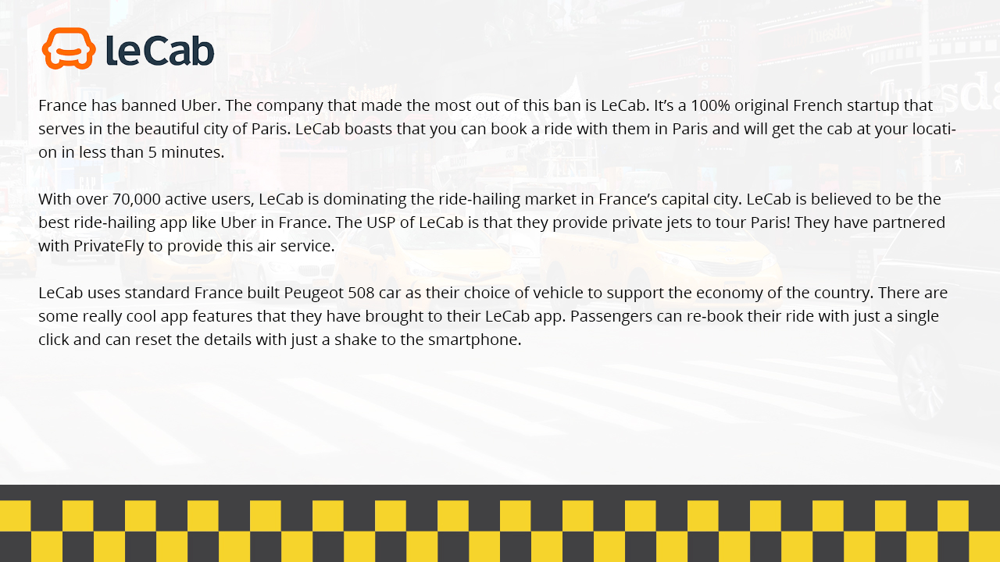 leCab
France has banned Uber. The company that made the most out of this ban is LeCab. It’s a 100% original French startup that
serves in the beautiful city of Paris. LeCab boasts that you can book a ride with them in Paris and will get the cab at your locati-
on in less than 5 minutes.
With over 70,000 active users, LeCab is dominating the ride-hailing market in France’s capital city. LeCab is believed to be the
best ride-hailing app like Uber in France. The USP of LeCab is that they provide private jets to tour Paris! They have partnered
with PrivateFly to provide this air service.
LeCab uses standard France built Peugeot 508 car as their choice of vehicle to support the economy of the country. There are
some really cool app features that they have brought to their LeCab app. Passengers can re-book their ride with just a single
click and can reset the details with just a shake to the smartphone.